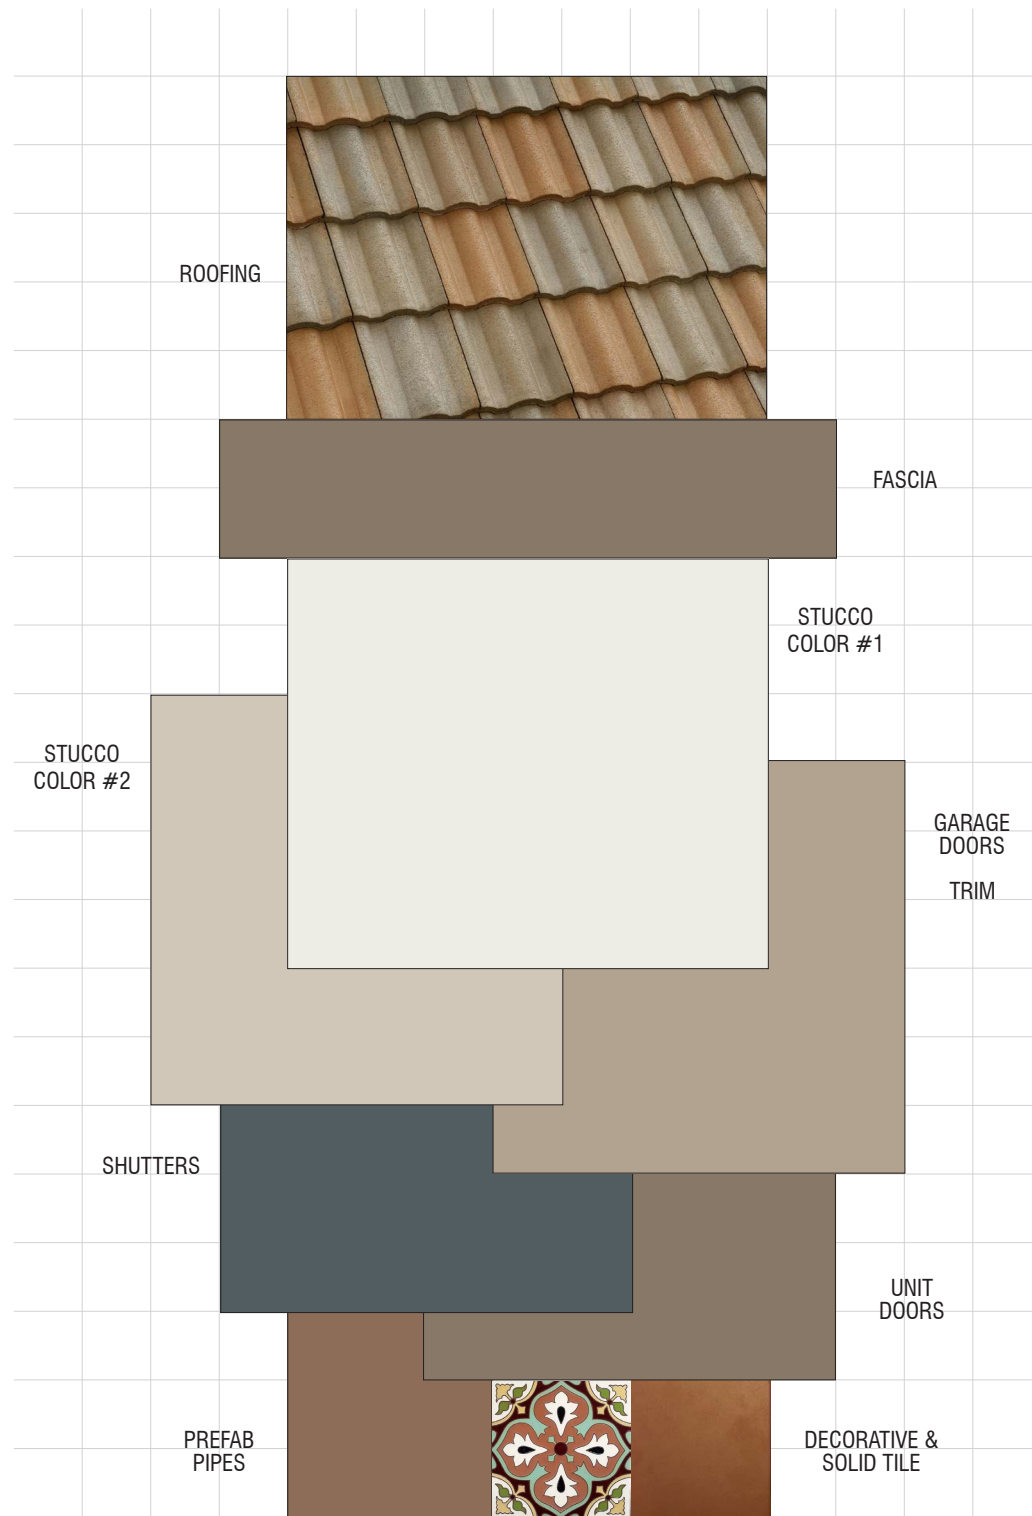 ROOFING
FASCIA
STUCCO
COLOR #1
STUCCO
COLOR #2
GARAGE
DOORS
TRIM
SHUTTERS
UNIT
DOORS
PREFAB
PIPES
DECORATIVE &
SOLID TILE